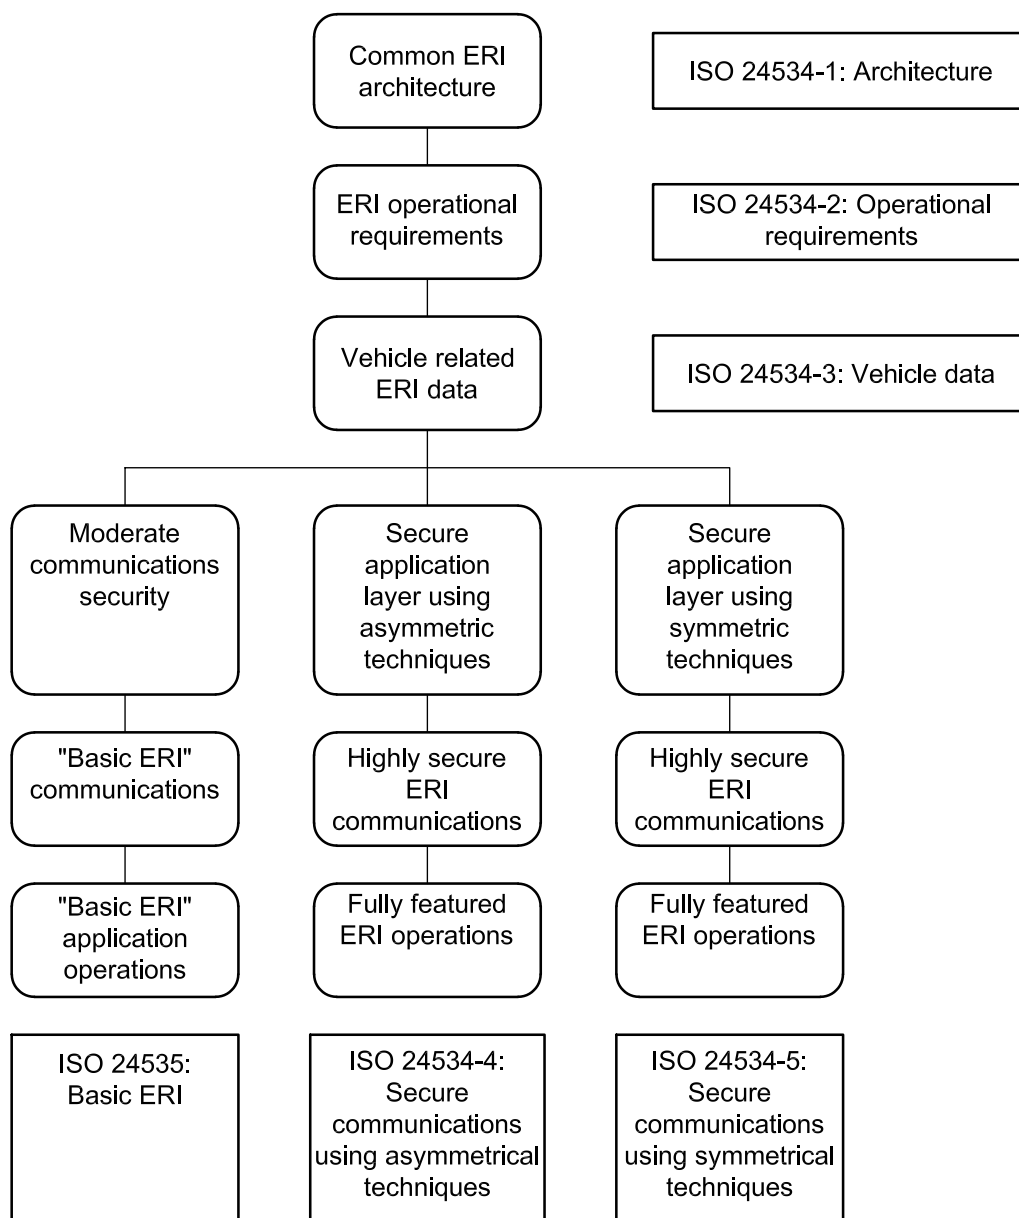 Common ERI
architecture
ISO 24534-1: Architecture
ERI operational
requirements
ISO 24534-2: Operational
requirements
Vehicle related
ERI data
ISO 24534-3: Vehicle data
Moderate
communications
security
Secure
application
layer using
asymmetric
techniques
Secure
application
layer using
symmetric
techniques
"Basic ERI"
communications
Highly secure
ERI
communications
Highly secure
ERI
communications
"Basic ERI"
application
operations
Fully featured
ERI operations
Fully featured
ERI operations
ISO 24535:
Basic ERI
ISO 24534-4:
Secure
communications
using asymmetrical
techniques
ISO 24534-5:
Secure
communications
using symmetrical
techniques